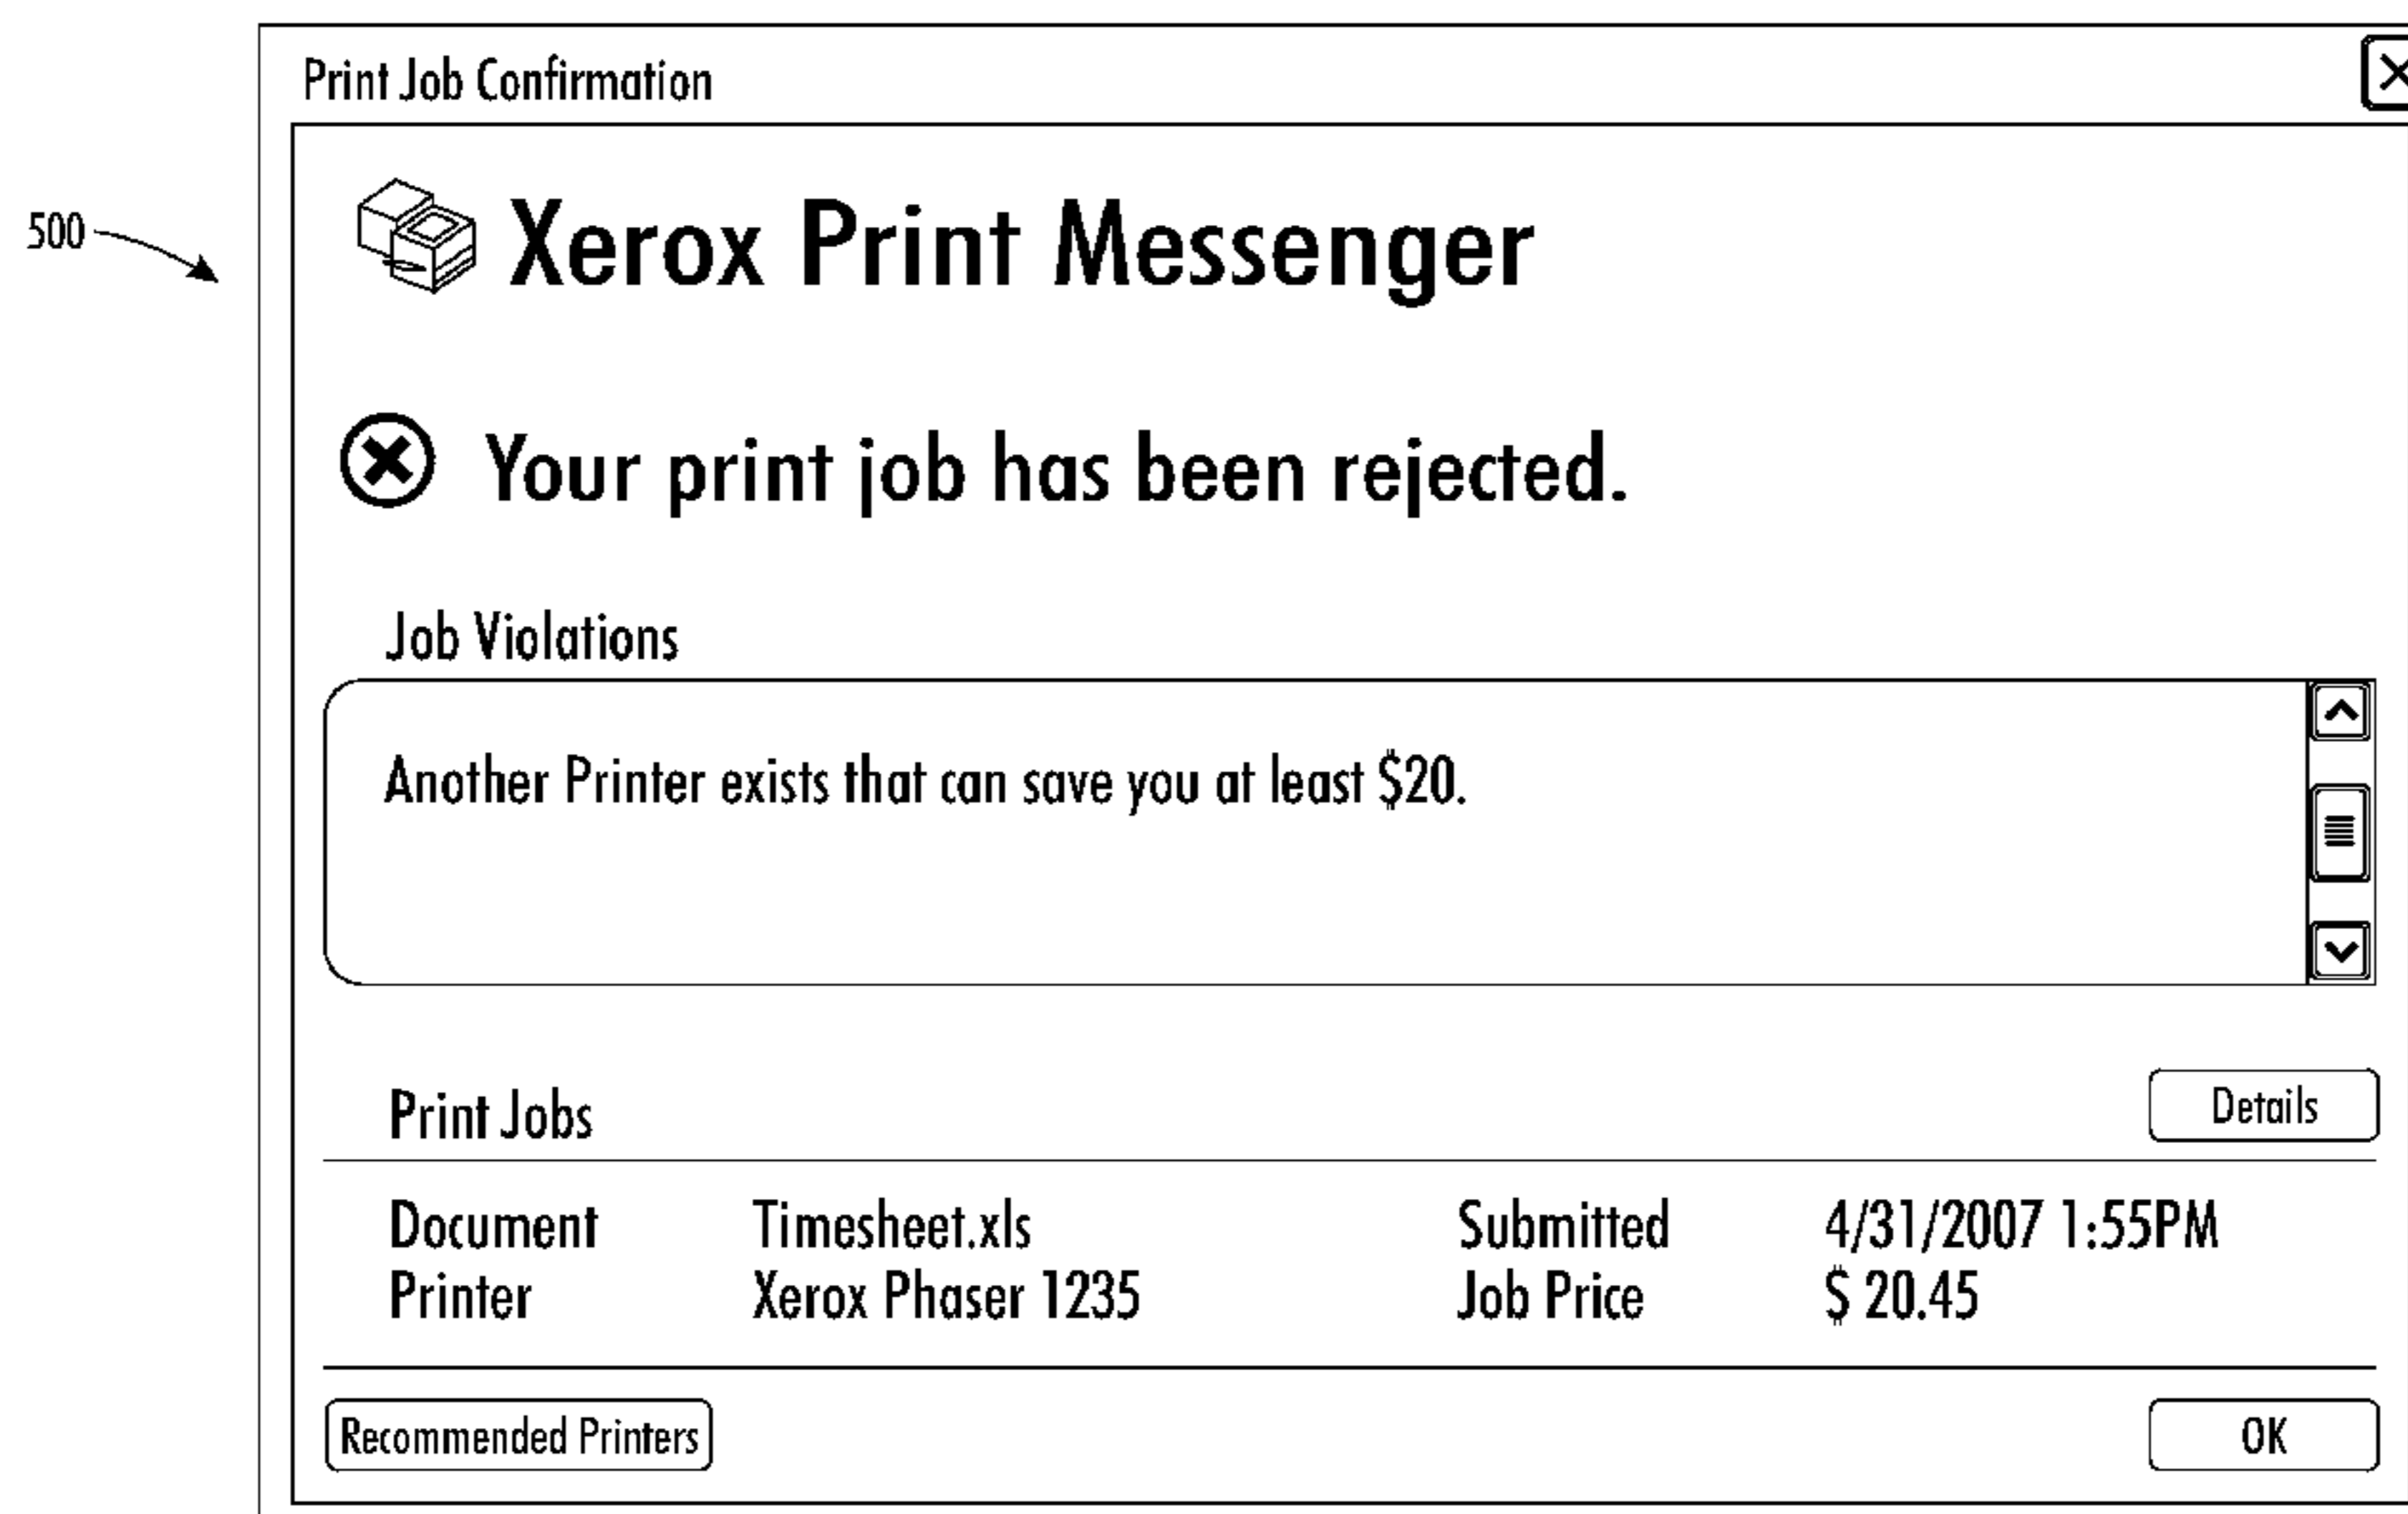 Print Job Confirmation
500
Xerox Print Messenger
Your print job has been rejected.
Job Violations
Another Printer exists that can save you at least $20.
Print Jobs
Details
Document Timesheet.xls Submitted 4/31/2007 1:55PM
Printer Xerox Phaser 1235 Job Price $ 20.45
Recommended Printers
OK